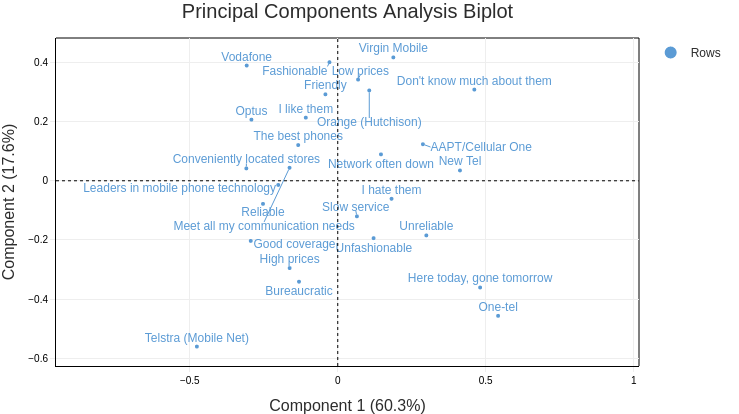 Principal Components Analysis Biplot
Rows
Component 2 (17.6%)
0.4
0.2
0
−0.2
−0.4
−0.6
Virgin Mobile
Vodafone
Fashionable
Low prices
Don't know much about them
Friendly
Optus
I like them
Orange (Hutchison)
The best phones
AAPT/Cellular One
Conveniently located stores
Network often down
New Tel
Leaders in mobile phone technology
I hate them
Reliable
Slow service
Meet all my communication needs
Unreliable
Good coverage
Unfashionable
High prices
Here today, gone tomorrow
Bureaucratic
One-tel
Telstra (Mobile Net)
−0.5
0
0.5
1
Component 1 (60.3%)